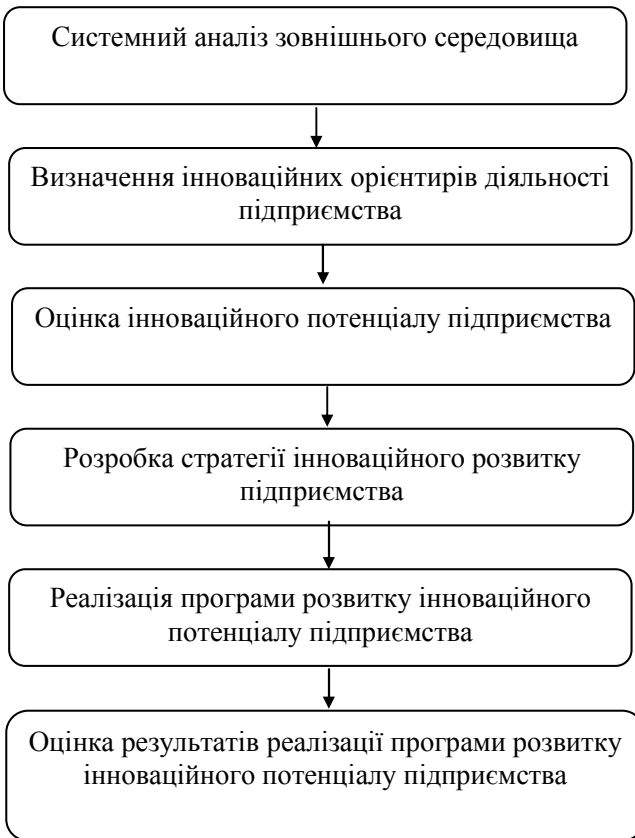 Системний аналіз зовнішнього середовища
Визначення інноваційних орієнтирів діяльності
підприємства
Оцінка інноваційного потенціалу підприємства
Розробка стратегії інноваційного розвитку
підприємства
Реалізація програми розвитку інноваційного
потенціалу підприємства
Оцінка результатів реалізації програми розвитку
інноваційного потенціалу підприємства